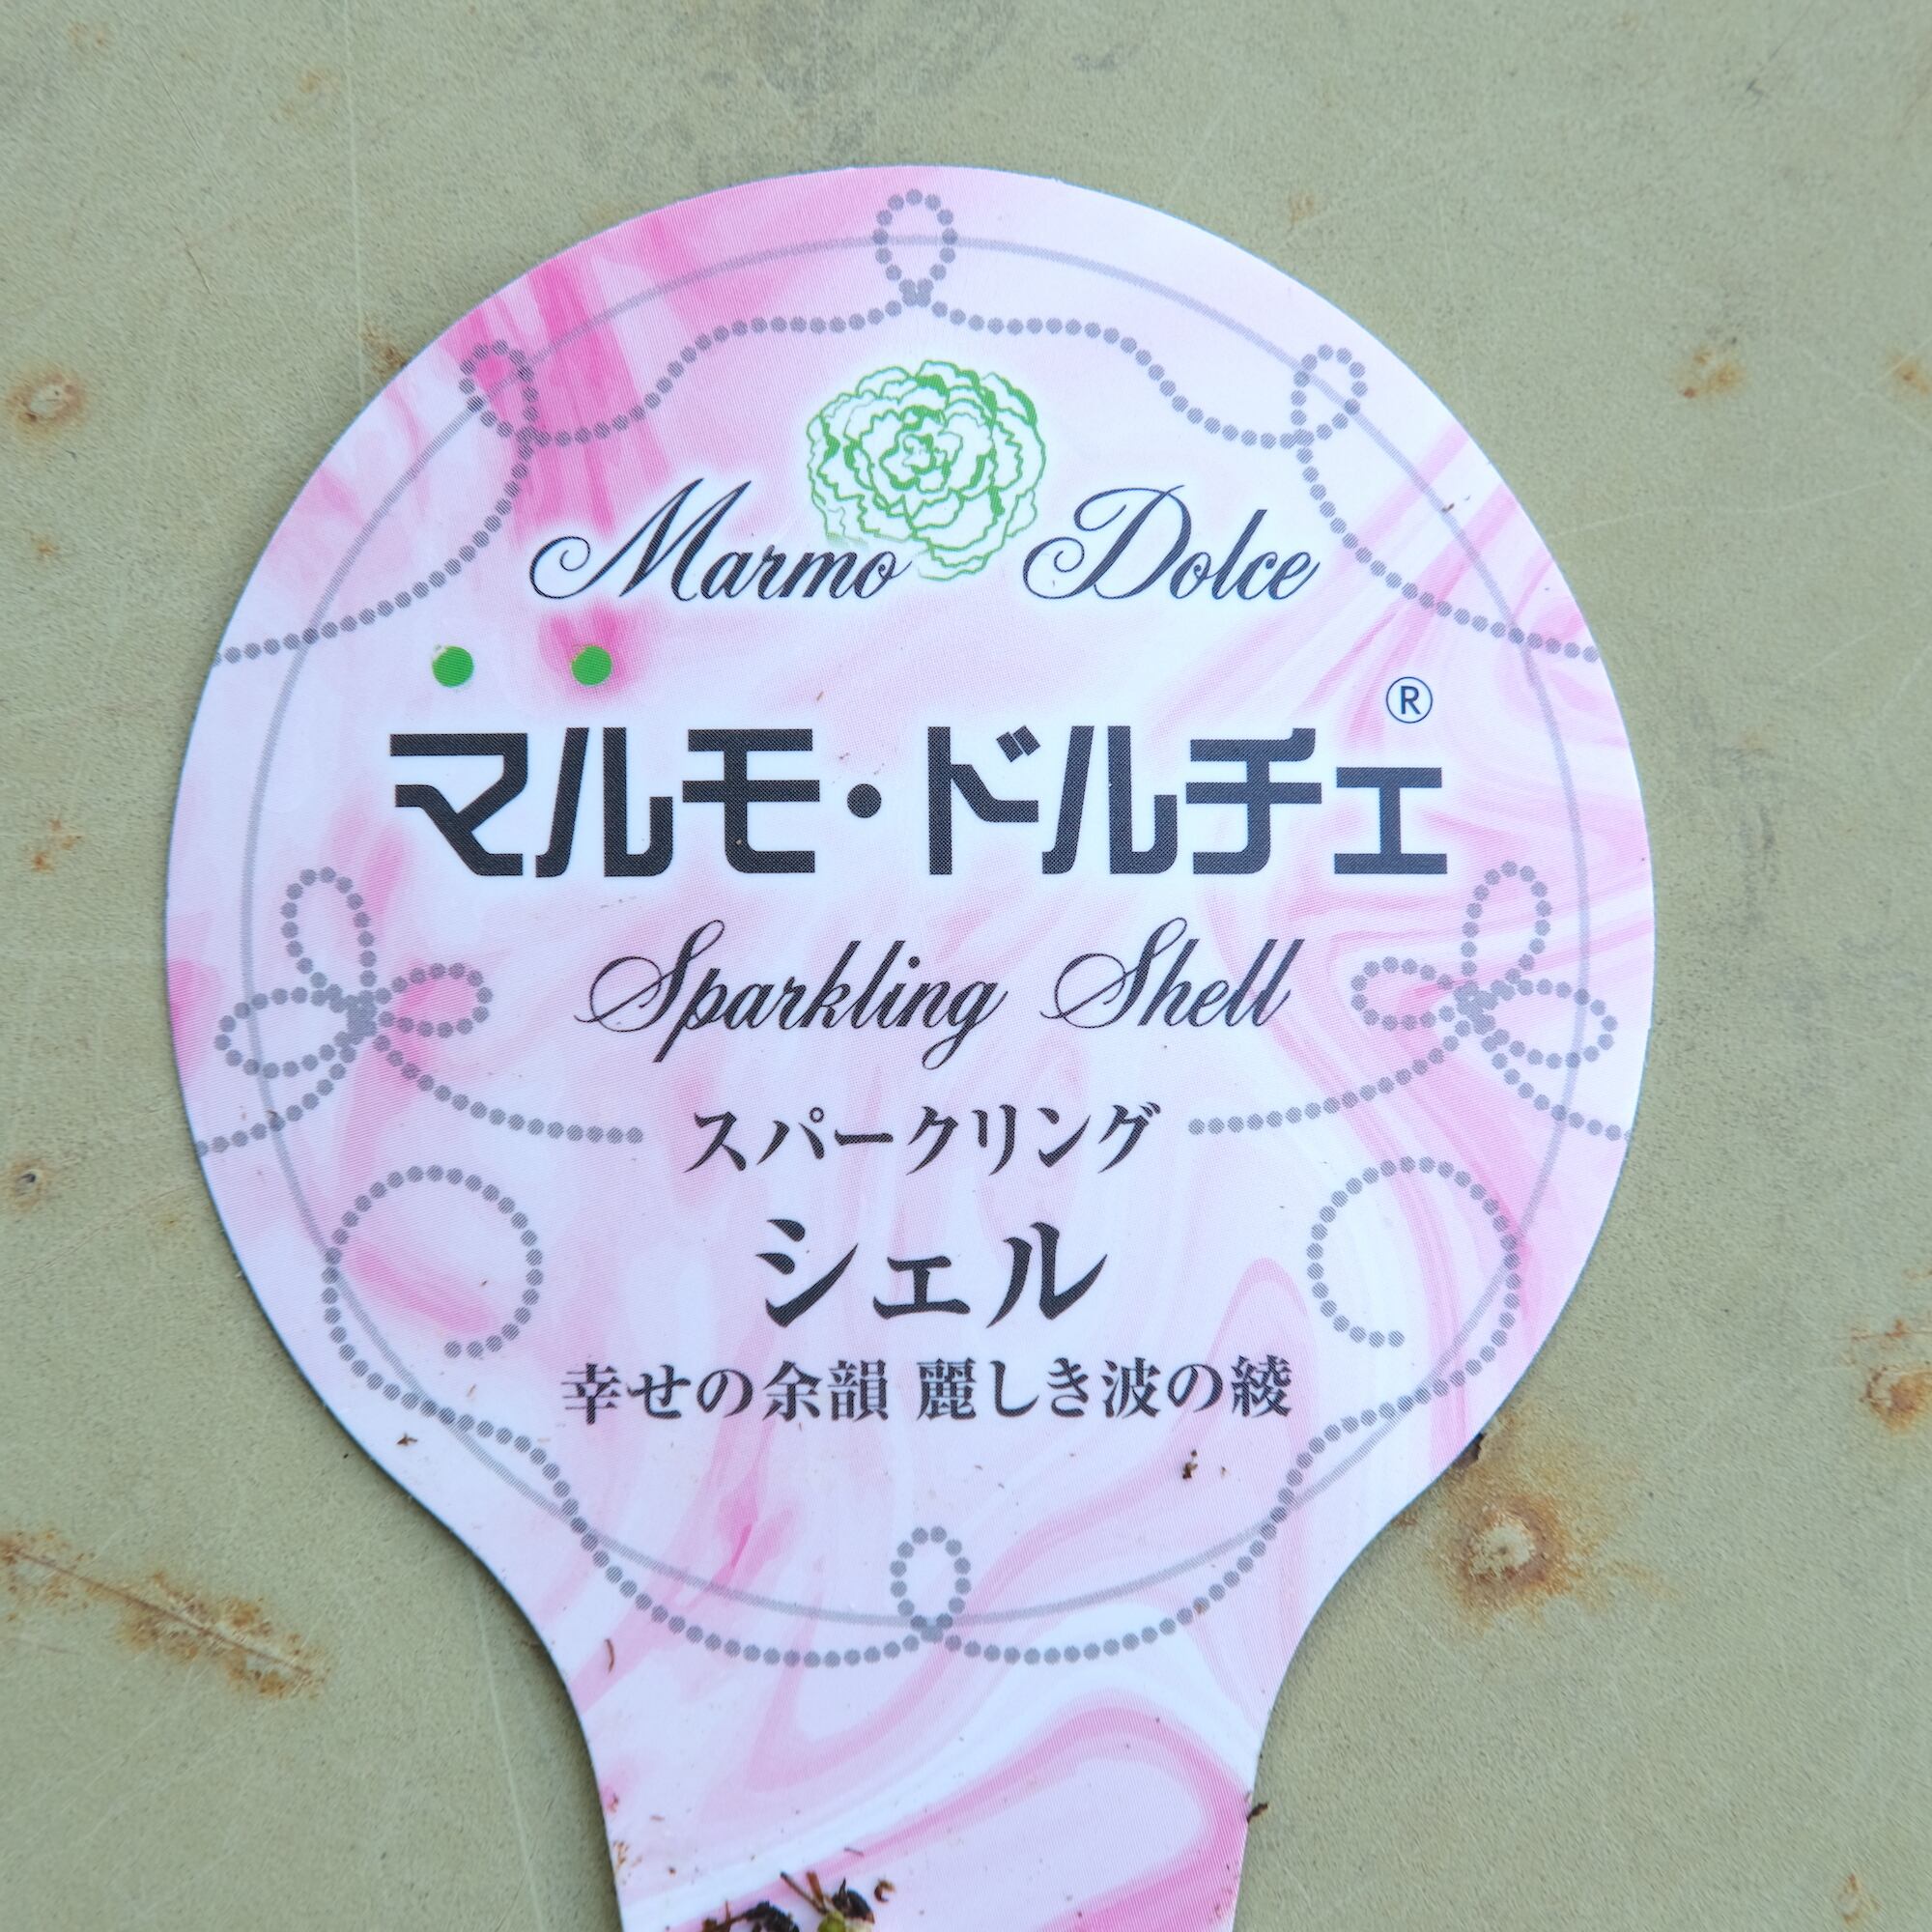 Marmo Dolce
マルモ・ドルチェ®
Sparkling Shell
スパークリング
シェル
幸せの余韻 麗しき波の綾